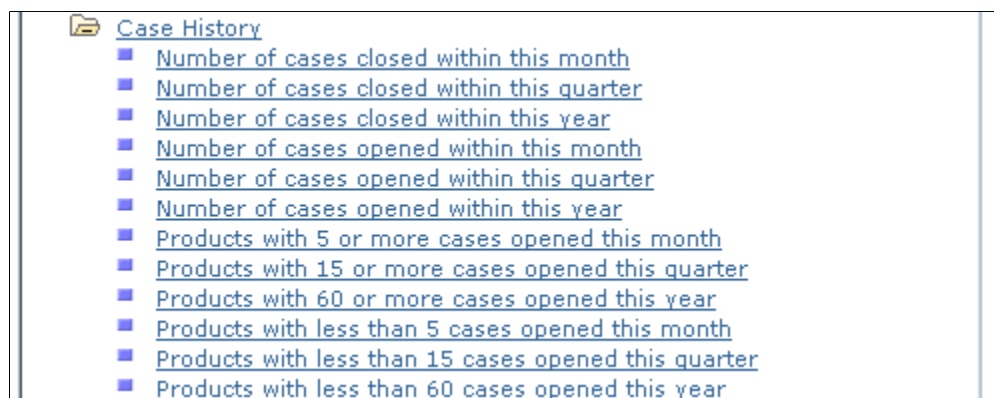 Case History
Number of cases closed within this month
Number of cases closed within this quarter
Number of cases closed within this year
Number of cases opened within this month
Number of cases opened within this quarter
Number of cases opened within this year
Products with 5 or more cases opened this month
Products with 15 or more cases opened this quarter
Products with 60 or more cases opened this year
Products with less than 5 cases opened this month
Products with less than 15 cases opened this quarter
Products with less than 60 cases opened this year